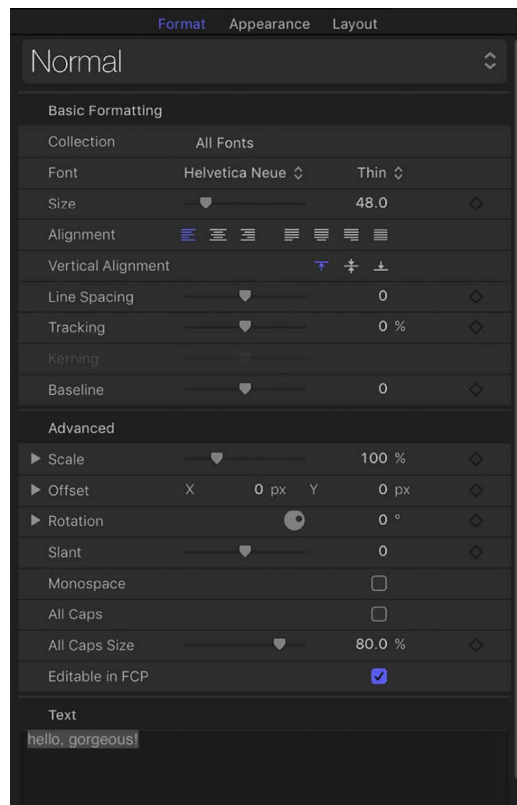 Format Appearance Layout
Normal
Basic Formatting
Collection All Fonts
Font Helvetica Neue Thin
Size 48.0
Alignment
Vertical Alignment
Line Spacing 0
Tracking 0 %
Kerning
Baseline 0
Advanced
Scale 100 %
Offset X 0 px Y 0 px
Rotation 0 °
Slant 0
Monospace
All Caps
All Caps Size 80.0 %
Editable in FCP
Text
hello, gorgeous!